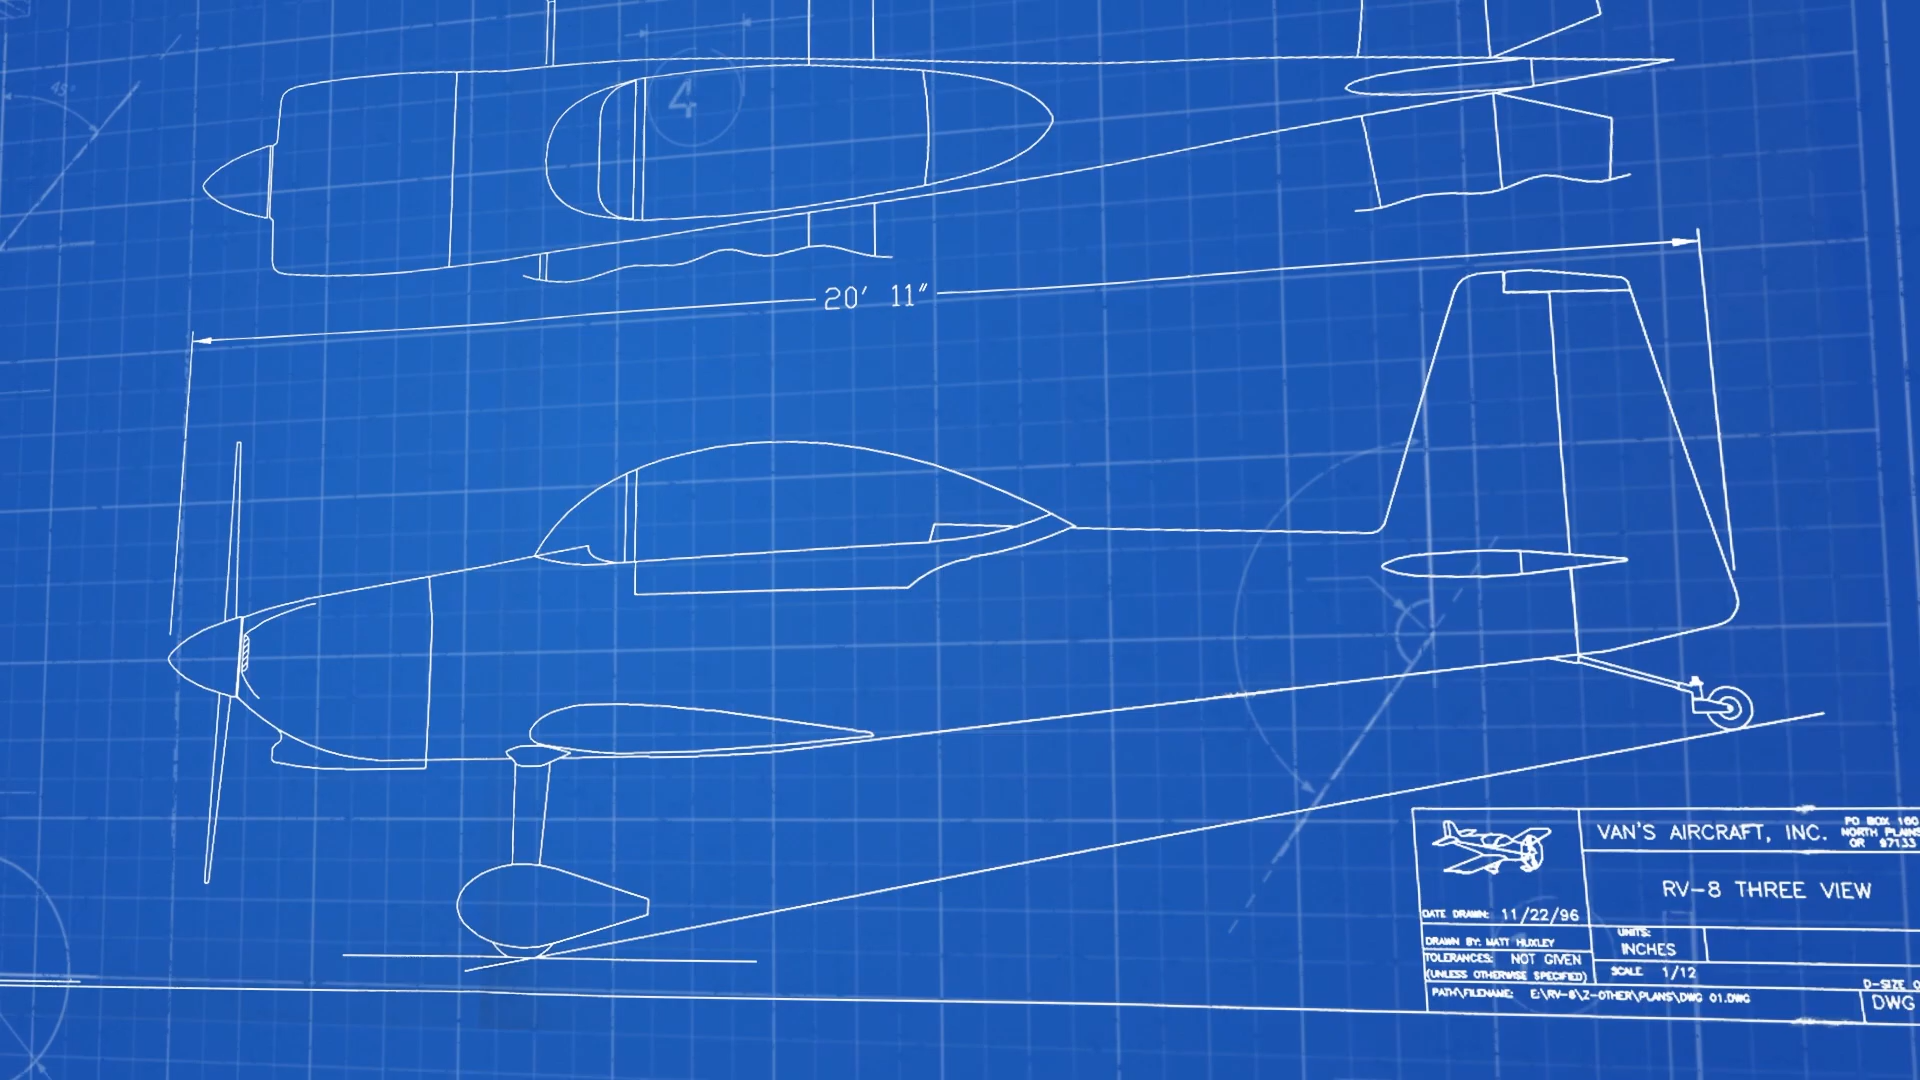 45°
4
20' 11"
VAN'S AIRCRAFT, INC.
PO BOX 160
NORTH PLAINS
OR 97133
RV-8 THREE VIEW
DATE DRAWN: 11/22/96
DRAWN BY: MATT HUXLEY
TOLERANCES: NOT GIVEN
(UNLESS OTHERWISE SPECIFIED)
UNITS:
INCHES
SCALE 1/12
PATH\FILENAME: E:\RV-8\Z-OTHER\PLANS\DWG 01.DWG
D-SIZE
DWG